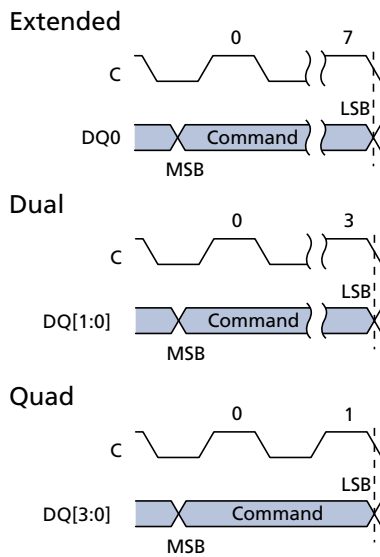 Extended
0 7
C
LSB
DQ0 Command
MSB
Dual
0 3
C
LSB
DQ[1:0] Command
MSB
Quad
0 1
C
LSB
DQ[3:0] Command
MSB